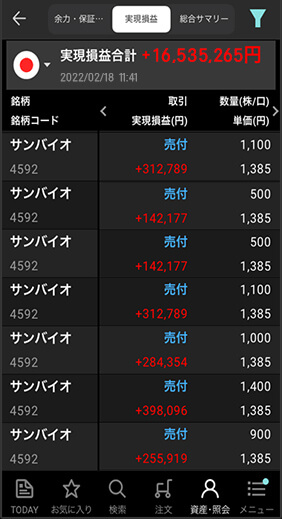 余力・保証… 実現損益 総合サマリー
実現損益合計 +16,535,265円
2022/02/18 11:41
銘柄 取引 数量(株/口)
銘柄コード 実現損益(円) 単価(円)
サンバイオ 売付 1,100
4592 +312,789 1,385
サンバイオ 売付 500
4592 +142,177 1,385
サンバイオ 売付 500
4592 +142,177 1,385
サンバイオ 売付 1,100
4592 +312,789 1,385
サンバイオ 売付 1,000
4592 +284,354 1,385
サンバイオ 売付 1,400
4592 +398,096 1,385
サンバイオ 売付 900
4592 +255,919 1,385
TODAY お気に入り 検索 注文 資産・照会 メニュー